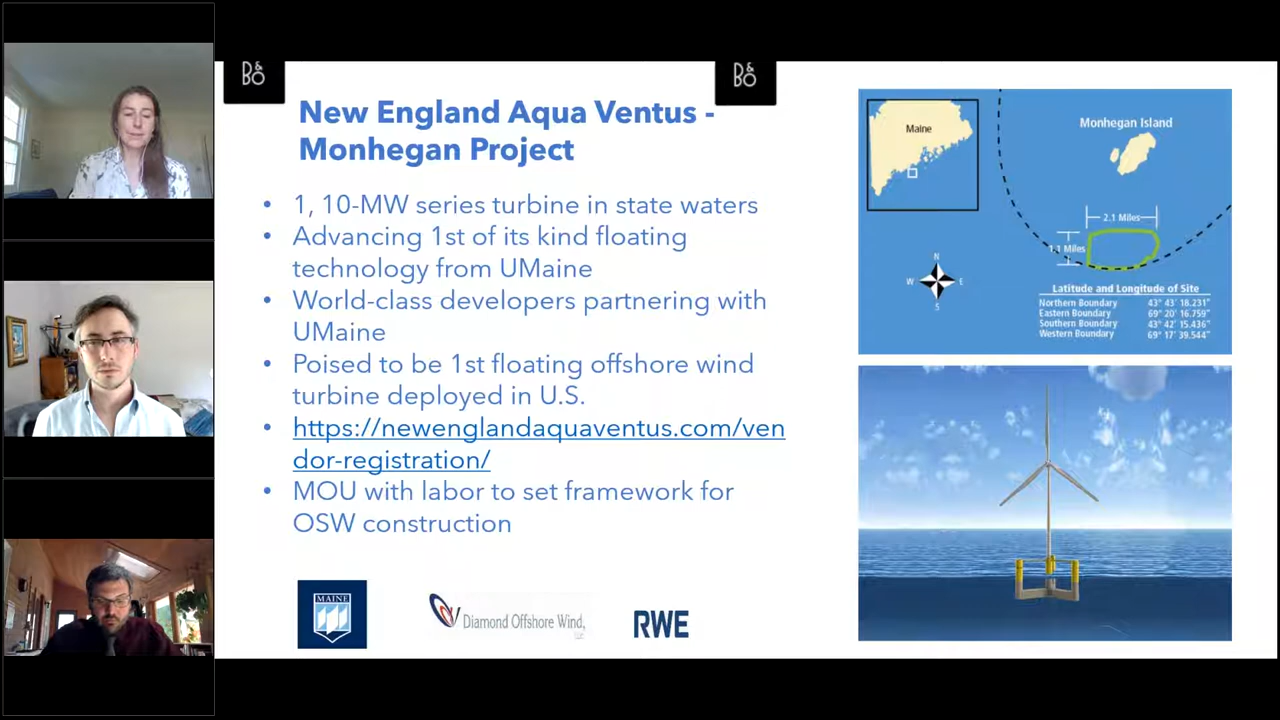 B&O
B&O
New England Aqua Ventus -
Monhegan Project
• 1, 10-MW series turbine in state waters
• Advancing 1st of its kind floating
technology from UMaine
• World-class developers partnering with
UMaine
• Poised to be 1st floating offshore wind
turbine deployed in U.S.
• https://newenglandaquaventus.com/ven
dor-registration/
• MOU with labor to set framework for
OSW construction
MAINE
Diamond Offshore Wind,
RWE
Maine
Monhegan Island
2.1 Miles
1.1 Miles
N
W E
S
Latitude and Longitude of Site
Northern Boundary 43° 43' 18.231"
Eastern Boundary 69° 20' 16.759"
Southern Boundary 43° 42' 15.436"
Western Boundary 69° 17' 39.544"